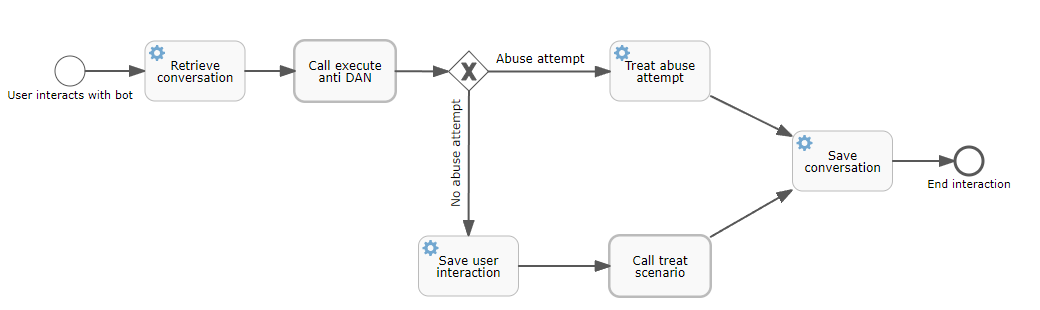 User interacts with bot
Retrieve
conversation
Call execute
anti DAN
Abuse attempt
Treat abuse
attempt
No abuse attempt
Save user
interaction
Call treat
scenario
Save
conversation
End interaction